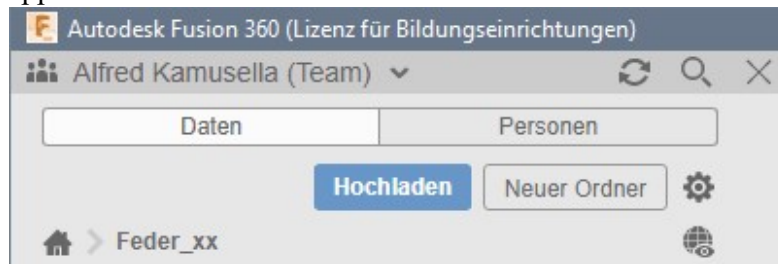 Autodesk Fusion 360 (Lizenz für Bildungseinrichtungen)
Alfred Kamusella (Team)
Daten Personen
Hochladen Neuer Ordner
Feder_xx